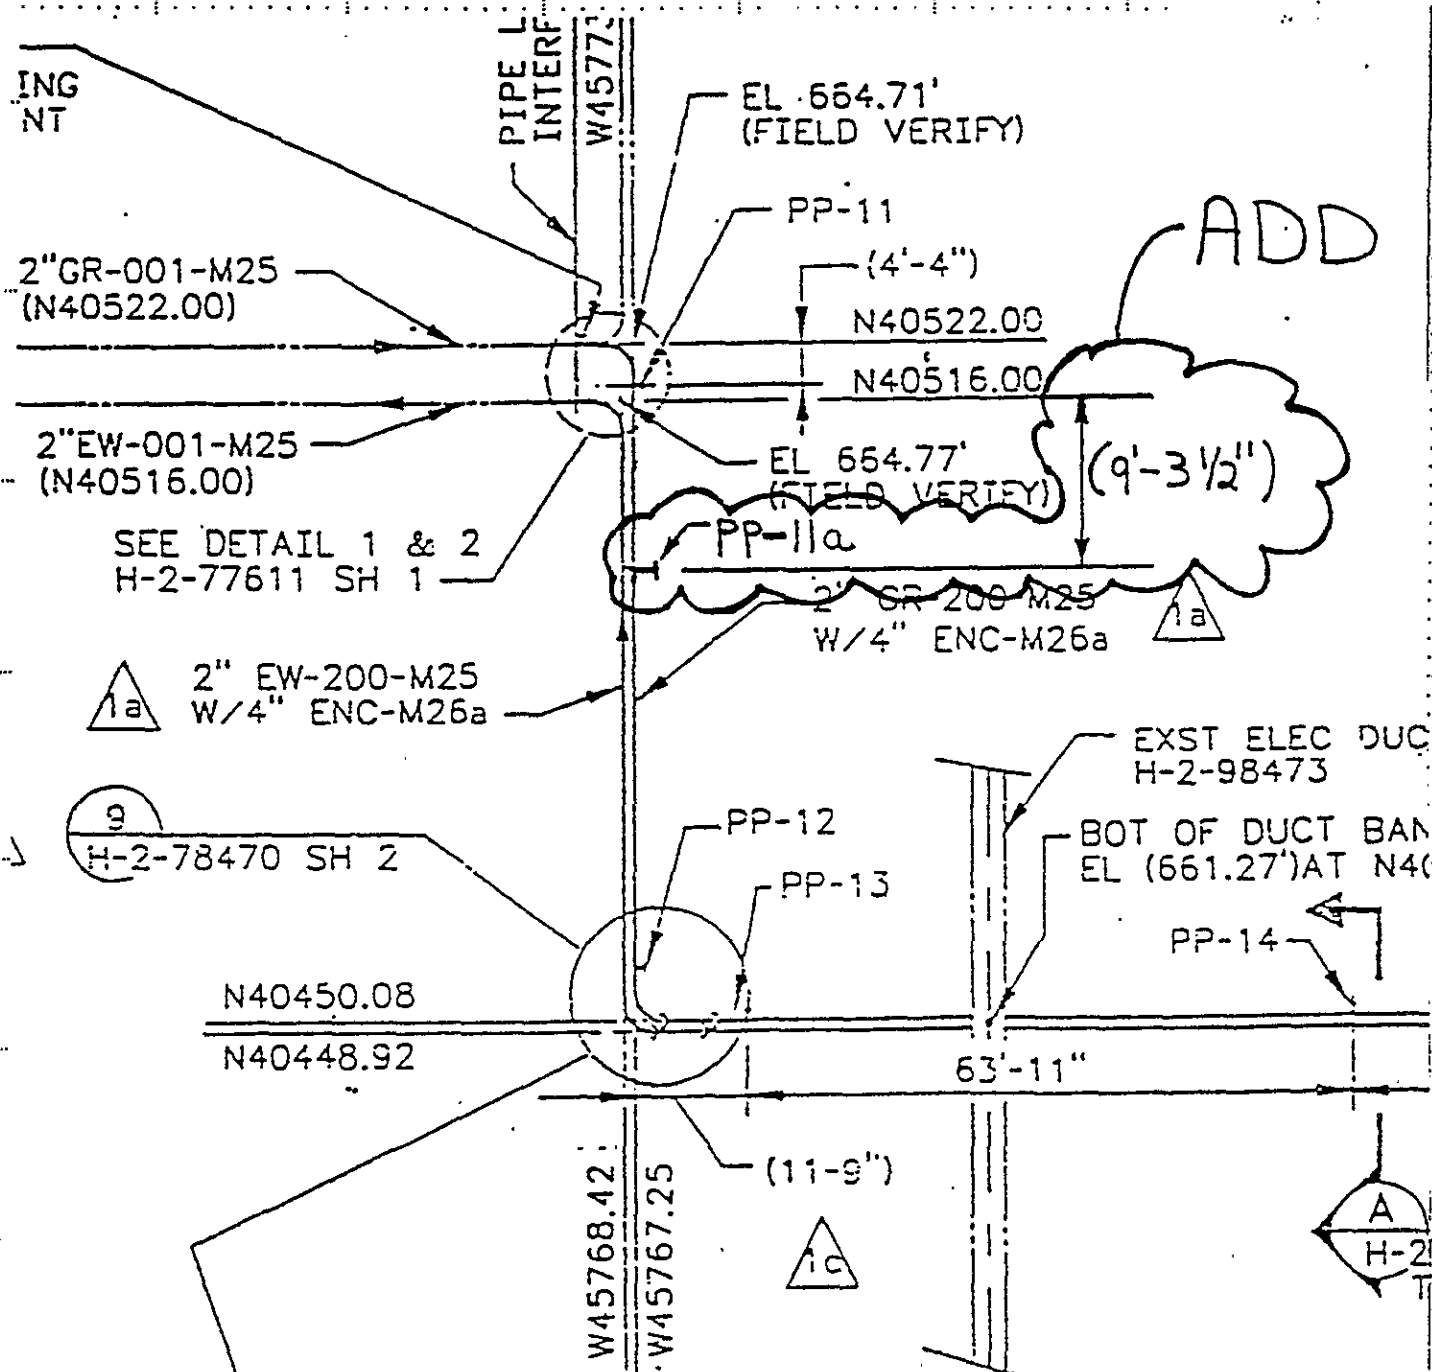 ING
NT
PIPE L
INTERF
W45773
EL 664.71'
(FIELD VERIFY)
PP-11
ADD
(4'-4")
2"GR-001-M25
(N40522.00)
N40522.00
N40516.00
2"EW-001-M25
(N40516.00)
EL 664.77'
(FIELD VERIFY)
(9'-3 1/2")
SEE DETAIL 1 & 2
H-2-77611 SH 1
PP-11a
2" GR-200-M25
W/4" ENC-M26a
1a
1a
2" EW-200-M25
W/4" ENC-M26a
EXST ELEC DUC
H-2-98473
9
H-2-78470 SH 2
PP-12
BOT OF DUCT BAN
EL (661.27')AT N40
PP-13
PP-14
N40450.08
N40448.92
63'-11"
(11-9")
W45768.42
W45767.25
1c
A
H-2
T